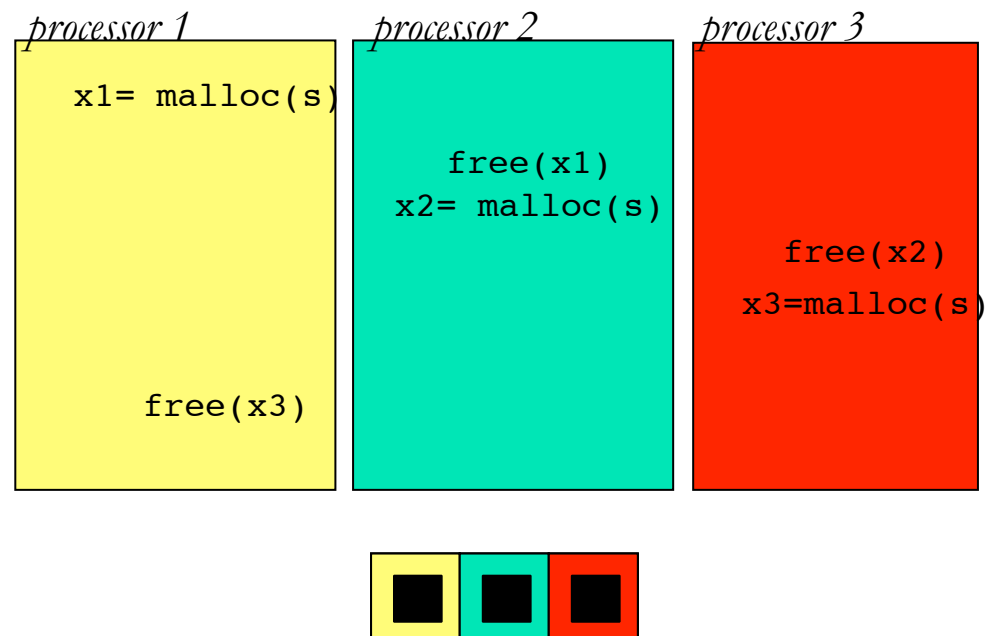 processor 1
processor 2
processor 3
x1= malloc(s)
free(x1)
x2= malloc(s)
free(x2)
x3=malloc(s)
free(x3)